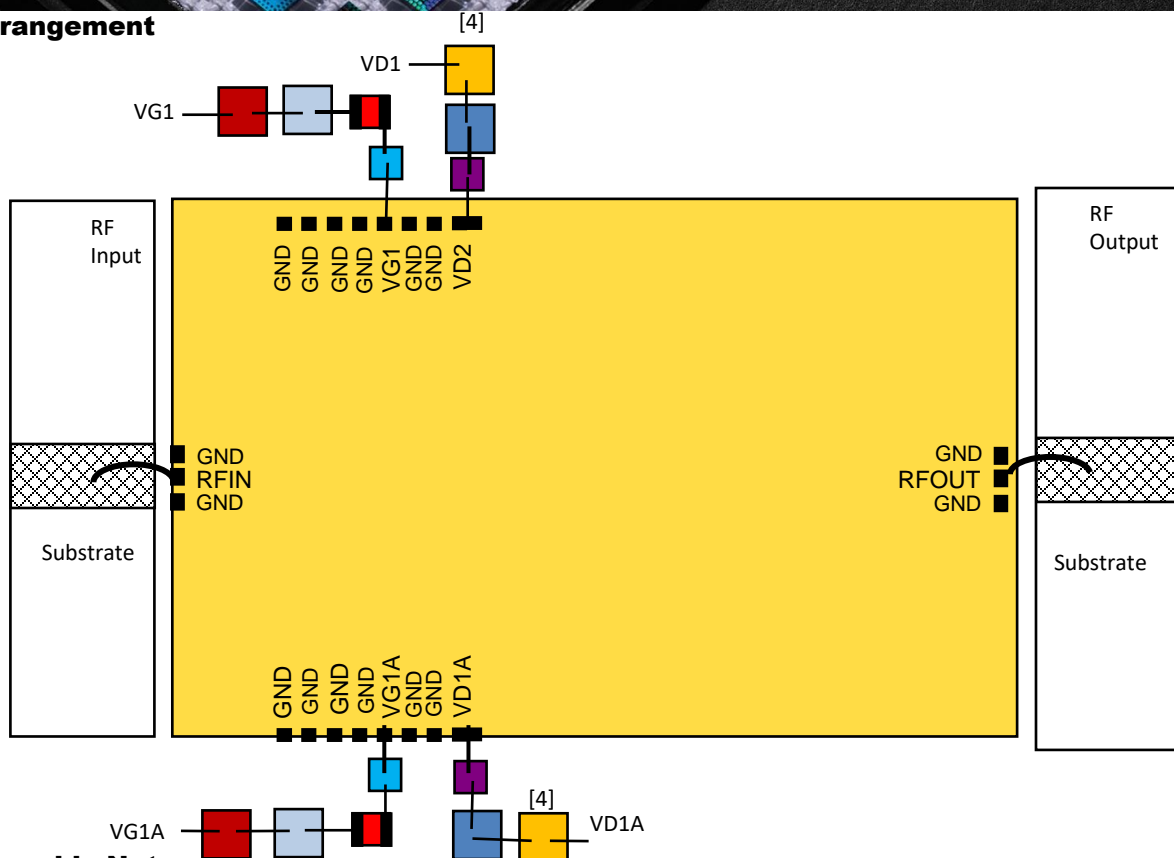 rangement
[4]
VD1
VG1
RF
Input
GND
GND
GND
GND
VG1
GND
GND
VD2
RF
Output
GND
RFIN
GND
GND
RFOUT
GND
Substrate
Substrate
GND
GND
GND
GND
VG1A
GND
GND
VD1A
[4]
VG1A
VD1A